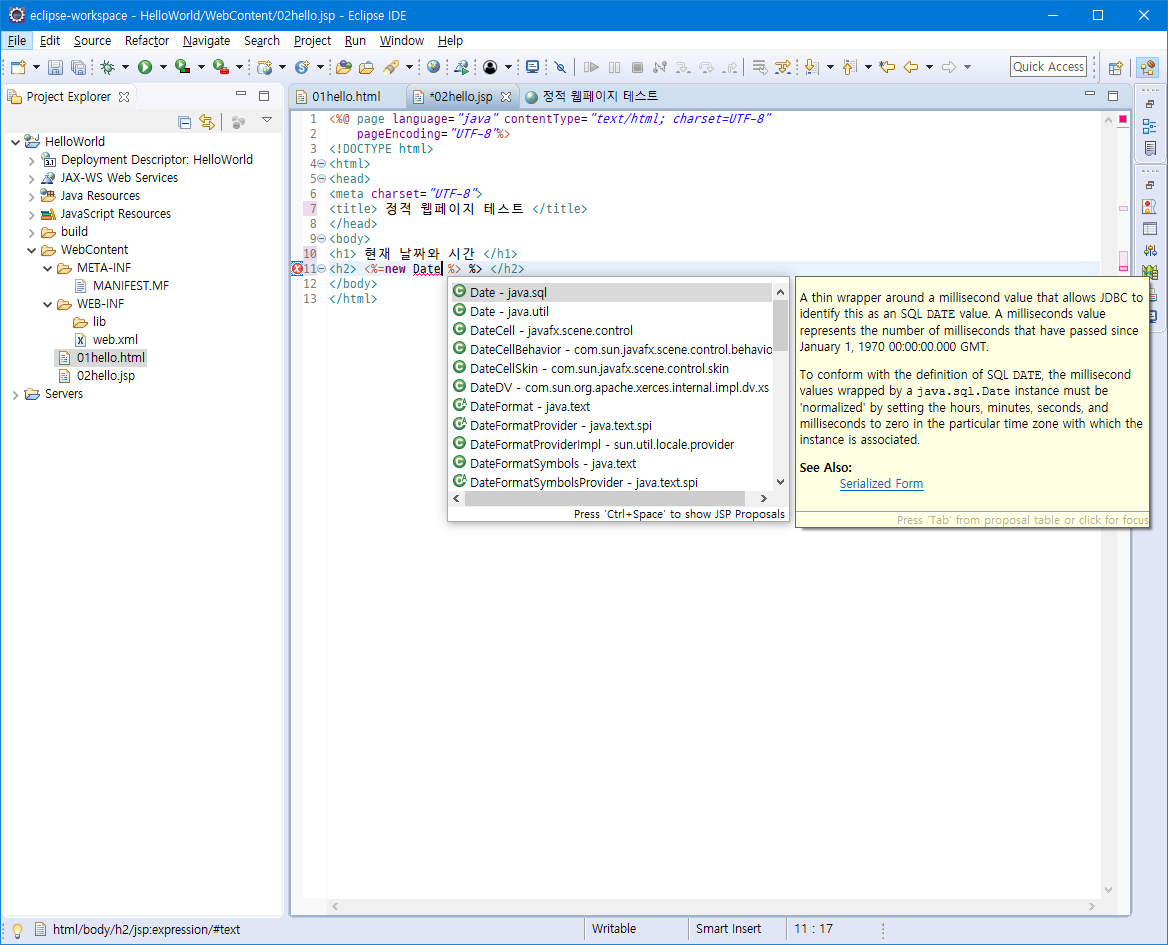 eclipse-workspace - HelloWorld/WebContent/02hello.jsp - Eclipse IDE
File Edit Source Refactor Navigate Search Project Run Window Help
Quick Access
Project Explorer
HelloWorld
Deployment Descriptor: HelloWorld
JAX-WS Web Services
Java Resources
JavaScript Resources
build
WebContent
META-INF
MANIFEST.MF
WEB-INF
lib
web.xml
01hello.html
02hello.jsp
Servers
01hello.html *02hello.jsp 정적 웹페이지 테스트
1 <%@ page language="java" contentType="text/html; charset=UTF-8"
2 pageEncoding="UTF-8"%>
3 <!DOCTYPE html>
4 <html>
5 <head>
6 <meta charset="UTF-8">
7 <title> 정적 웹페이지 테스트 </title>
8 </head>
9 <body>
10 <h1> 현재 날짜와 시간 </h1>
11 <h2> <%=new Date %> %> </h2>
12 </body>
13 </html>
Date - java.sql
Date - java.util
DateCell - javafx.scene.control
DateCellBehavior - com.sun.javafx.scene.control.behavio
DateCellSkin - com.sun.javafx.scene.control.skin
DateDV - com.sun.org.apache.xerces.internal.impl.dv.xs
DateFormat - java.text
DateFormatProvider - java.text.spi
DateFormatProviderImpl - sun.util.locale.provider
DateFormatSymbols - java.text
DateFormatSymbolsProvider - java.text.spi
Press 'Ctrl+Space' to show JSP Proposals
A thin wrapper around a millisecond value that allows JDBC to
identify this as an SQL DATE value. A milliseconds value
represents the number of milliseconds that have passed since
January 1, 1970 00:00:00.000 GMT.
To conform with the definition of SQL DATE, the millisecond
values wrapped by a java.sql.Date instance must be
'normalized' by setting the hours, minutes, seconds, and
milliseconds to zero in the particular time zone with which the
instance is associated.
See Also:
Serialized Form
Press 'Tab' from proposal table or click for focus
html/body/h2/jsp:expression/#text
Writable
Smart Insert
11 : 17